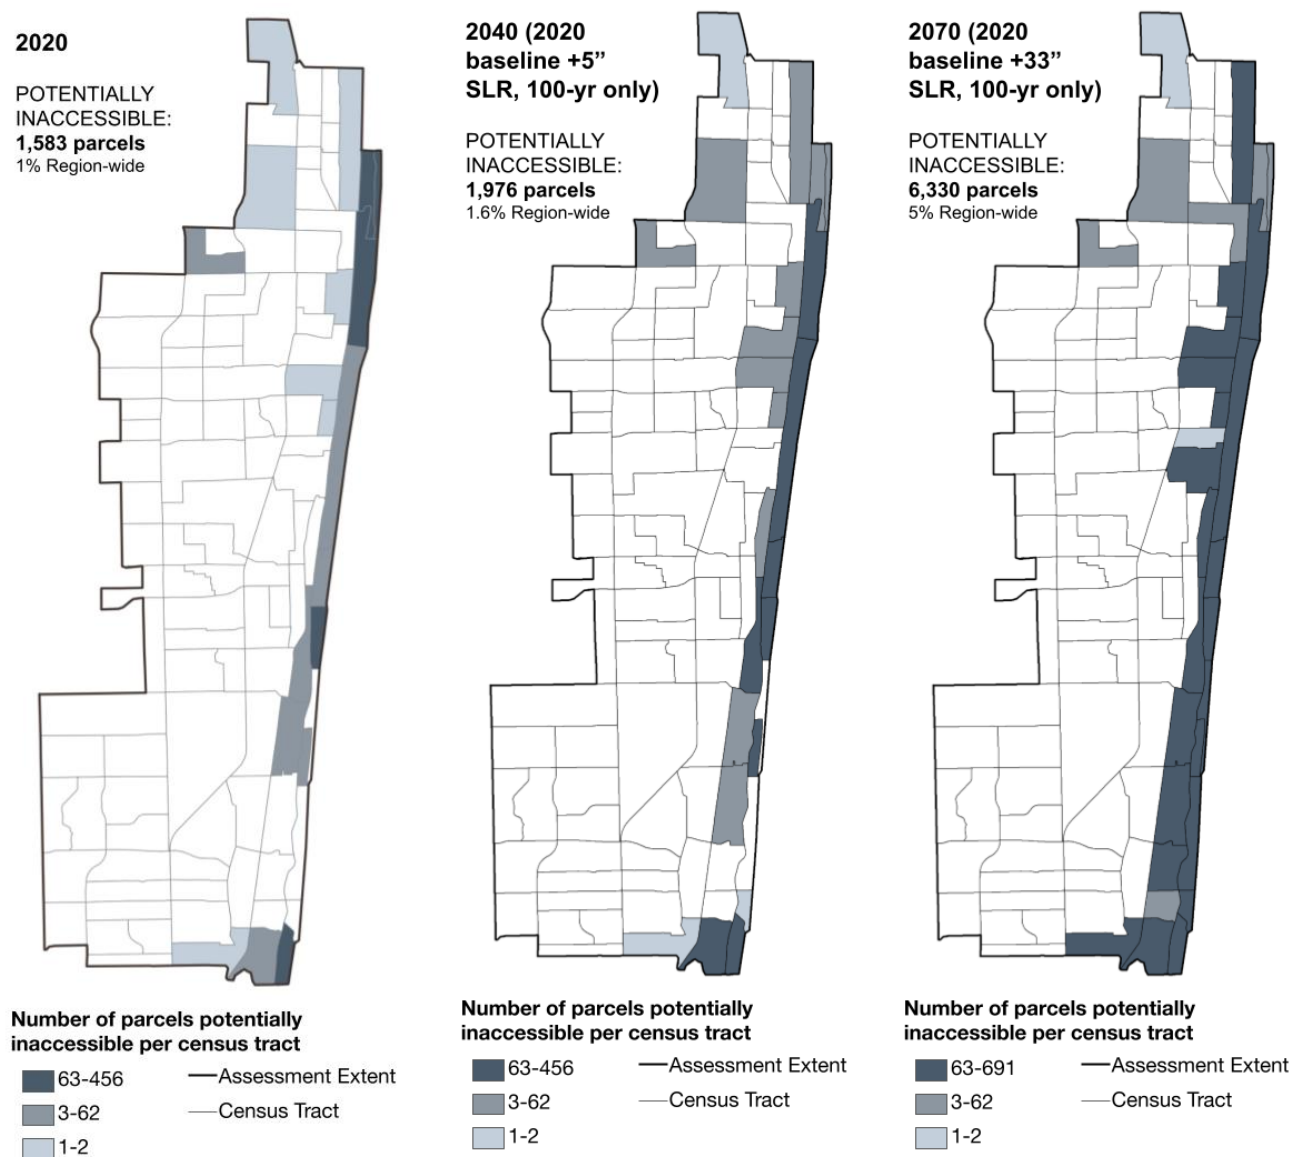 2020
POTENTIALLY
INACCESSIBLE:
1,583 parcels
1% Region-wide
Number of parcels potentially
inaccessible per census tract
63-456
3-62
1-2
Assessment Extent
Census Tract
2040 (2020
baseline +5”
SLR, 100-yr only)
POTENTIALLY
INACCESSIBLE:
1,976 parcels
1.6% Region-wide
Number of parcels potentially
inaccessible per census tract
63-456
3-62
1-2
Assessment Extent
Census Tract
2070 (2020
baseline +33”
SLR, 100-yr only)
POTENTIALLY
INACCESSIBLE:
6,330 parcels
5% Region-wide
Number of parcels potentially
inaccessible per census tract
63-691
3-62
1-2
Assessment Extent
Census Tract